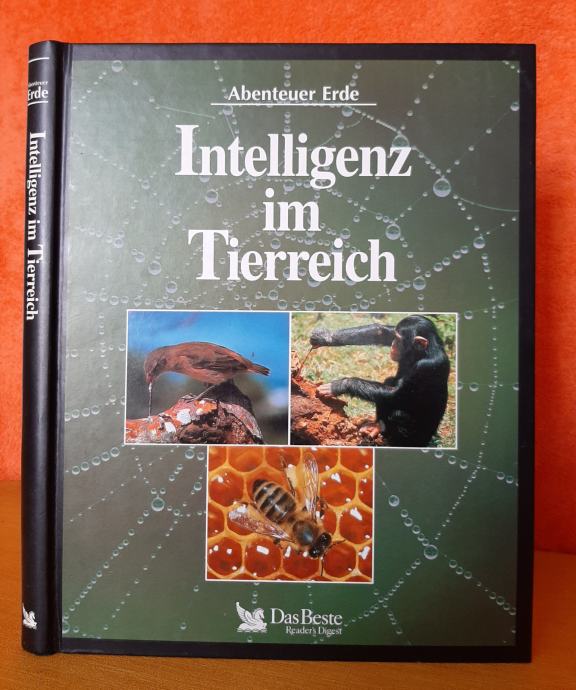 Abenteuer
Erde
Intelligenz im Tierreich
Abenteuer Erde
Intelligenz
im
Tierreich
Das Beste
Reader's Digest